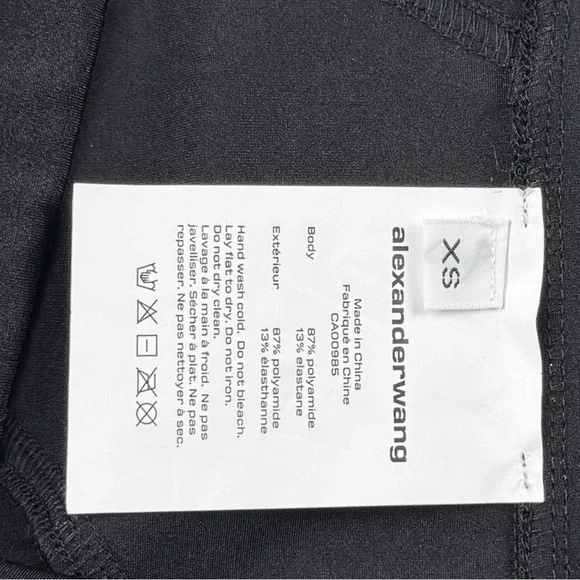 XS
alexanderwang
Made in China
Fabriqué en Chine
CA00985
Body 87% polyamide
13% elastane
Extérieur 87% polyamide
13% élasthanne
Hand wash cold. Do not bleach.
Lay flat to dry. Do not iron.
Do not dry clean.
Lavage à la main à froid. Ne pas
javelliser. Sécher à plat. Ne pas
repasser. Ne pas nettoyer à sec.